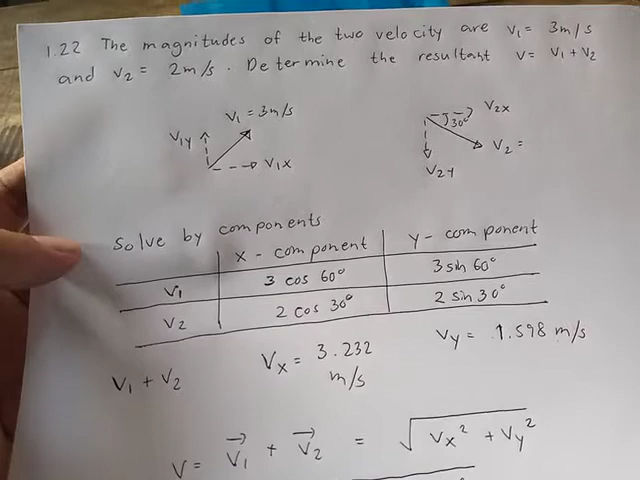 1.22 The magnitudes of the two velocity are V₁ = 3m/s
and V₂ = 2m/s. Determine the resultant V = V₁ + V₂
V₁ = 3m/s
V₁y
V₁x
30°
V₂x
V₂ =
V₂y
Solve by components
x - component y - component
V₁ 3 cos 60° 3 sin 60°
V₂ 2 cos 30° 2 sin 30°
V₁ + V₂ Vx = 3.232 m/s Vy = 1.598 m/s
V = V₁ + V₂ = √Vx² + Vy²